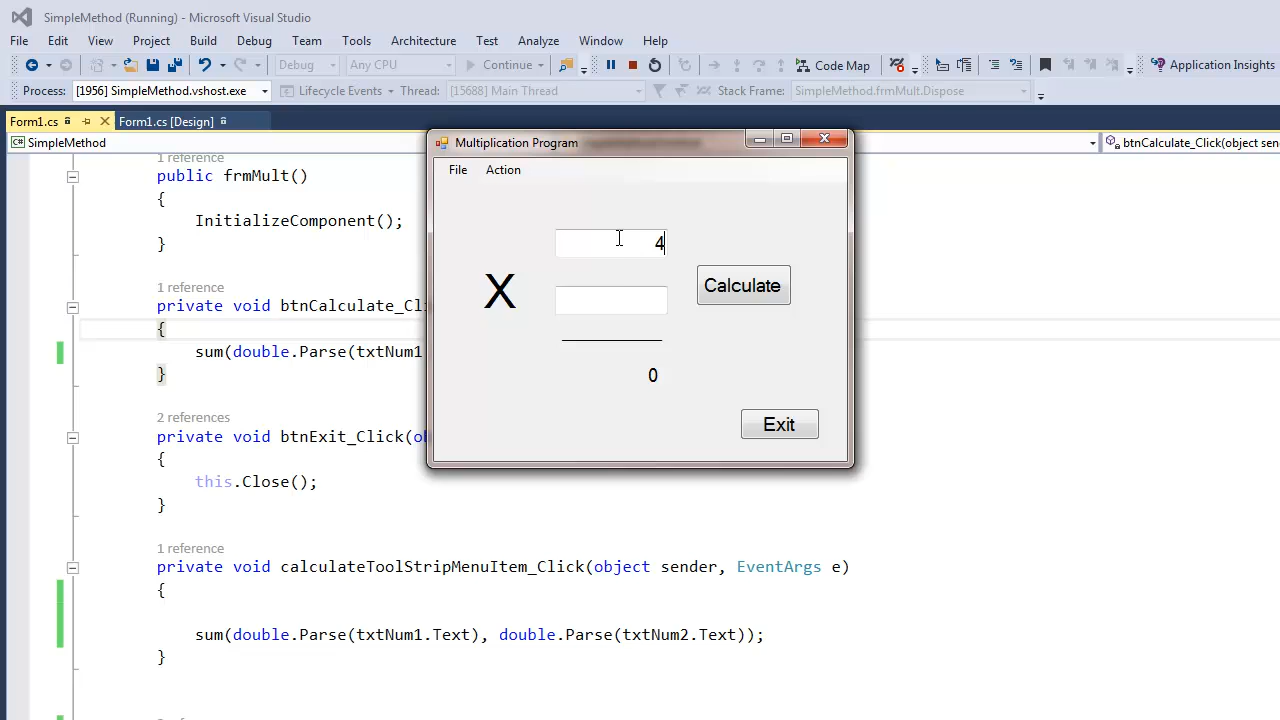 SimpleMethod (Running) - Microsoft Visual Studio
File Edit View Project Build Debug Team Tools Architecture Test Analyze Window Help
Debug Any CPU Continue Code Map Application Insights
Process: [1956] SimpleMethod.vshost.exe Lifecycle Events Thread: [15688] Main Thread Stack Frame: SimpleMethod.frmMult.Dispose
Form1.cs Form1.cs [Design]
C# SimpleMethod btnCalculate_Click(object sen
1 reference
public frmMult()
{
InitializeComponent();
}
1 reference
private void btnCalculate_Cl
{
sum(double.Parse(txtNum1
}
2 references
private void btnExit_Click(o
{
this.Close();
}
1 reference
private void calculateToolStripMenuItem_Click(object sender, EventArgs e)
{
sum(double.Parse(txtNum1.Text), double.Parse(txtNum2.Text));
}
Multiplication Program
File Action
4
X
Calculate
0
Exit